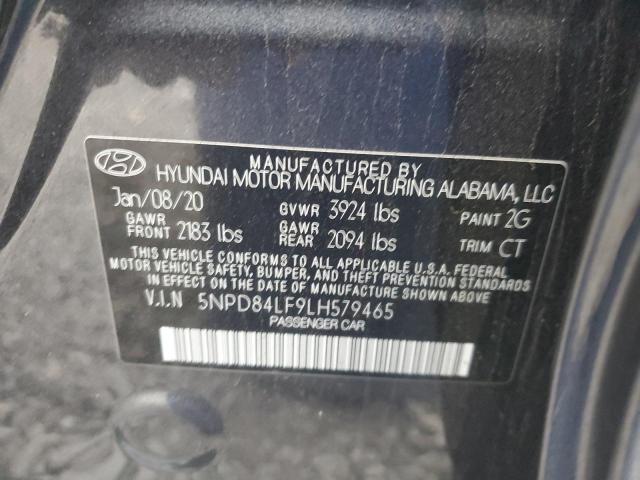 MANUFACTURED BY
HYUNDAI MOTOR MANUFACTURING ALABAMA, LLC
Jan/08/20 GVWR 3924 lbs PAINT 2G
GAWR FRONT 2183 lbs GAWR REAR 2094 lbs TRIM CT
THIS VEHICLE CONFORMS TO ALL APPLICABLE U.S.A. FEDERAL
MOTOR VEHICLE SAFETY, BUMPER, AND THEFT PREVENTION STANDARDS
IN EFFECT ON THE DATE OF MANUFACTURE SHOWN ABOVE.
V.I.N 5NPD84LF9LH579465
PASSENGER CAR